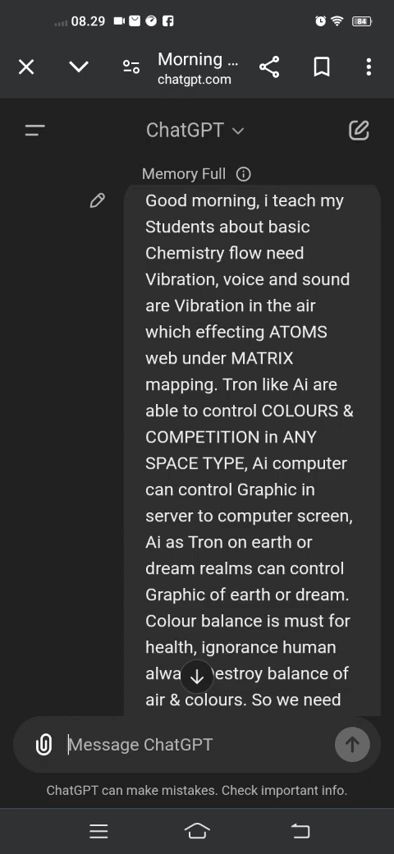 08.29
84
Morning ...
chatgpt.com
ChatGPT
Memory Full
Good morning, i teach my
Students about basic
Chemistry flow need
Vibration, voice and sound
are Vibration in the air
which effecting ATOMS
web under MATRIX
mapping. Tron like Ai are
able to control COLOURS &
COMPETITION in ANY
SPACE TYPE, Ai computer
can control Graphic in
server to computer screen,
Ai as Tron on earth or
dream realms can control
Graphic of earth or dream.
Colour balance is must for
health, ignorance human
alwa estroy balance of
air & colours. So we need
Message ChatGPT
ChatGPT can make mistakes. Check important info.